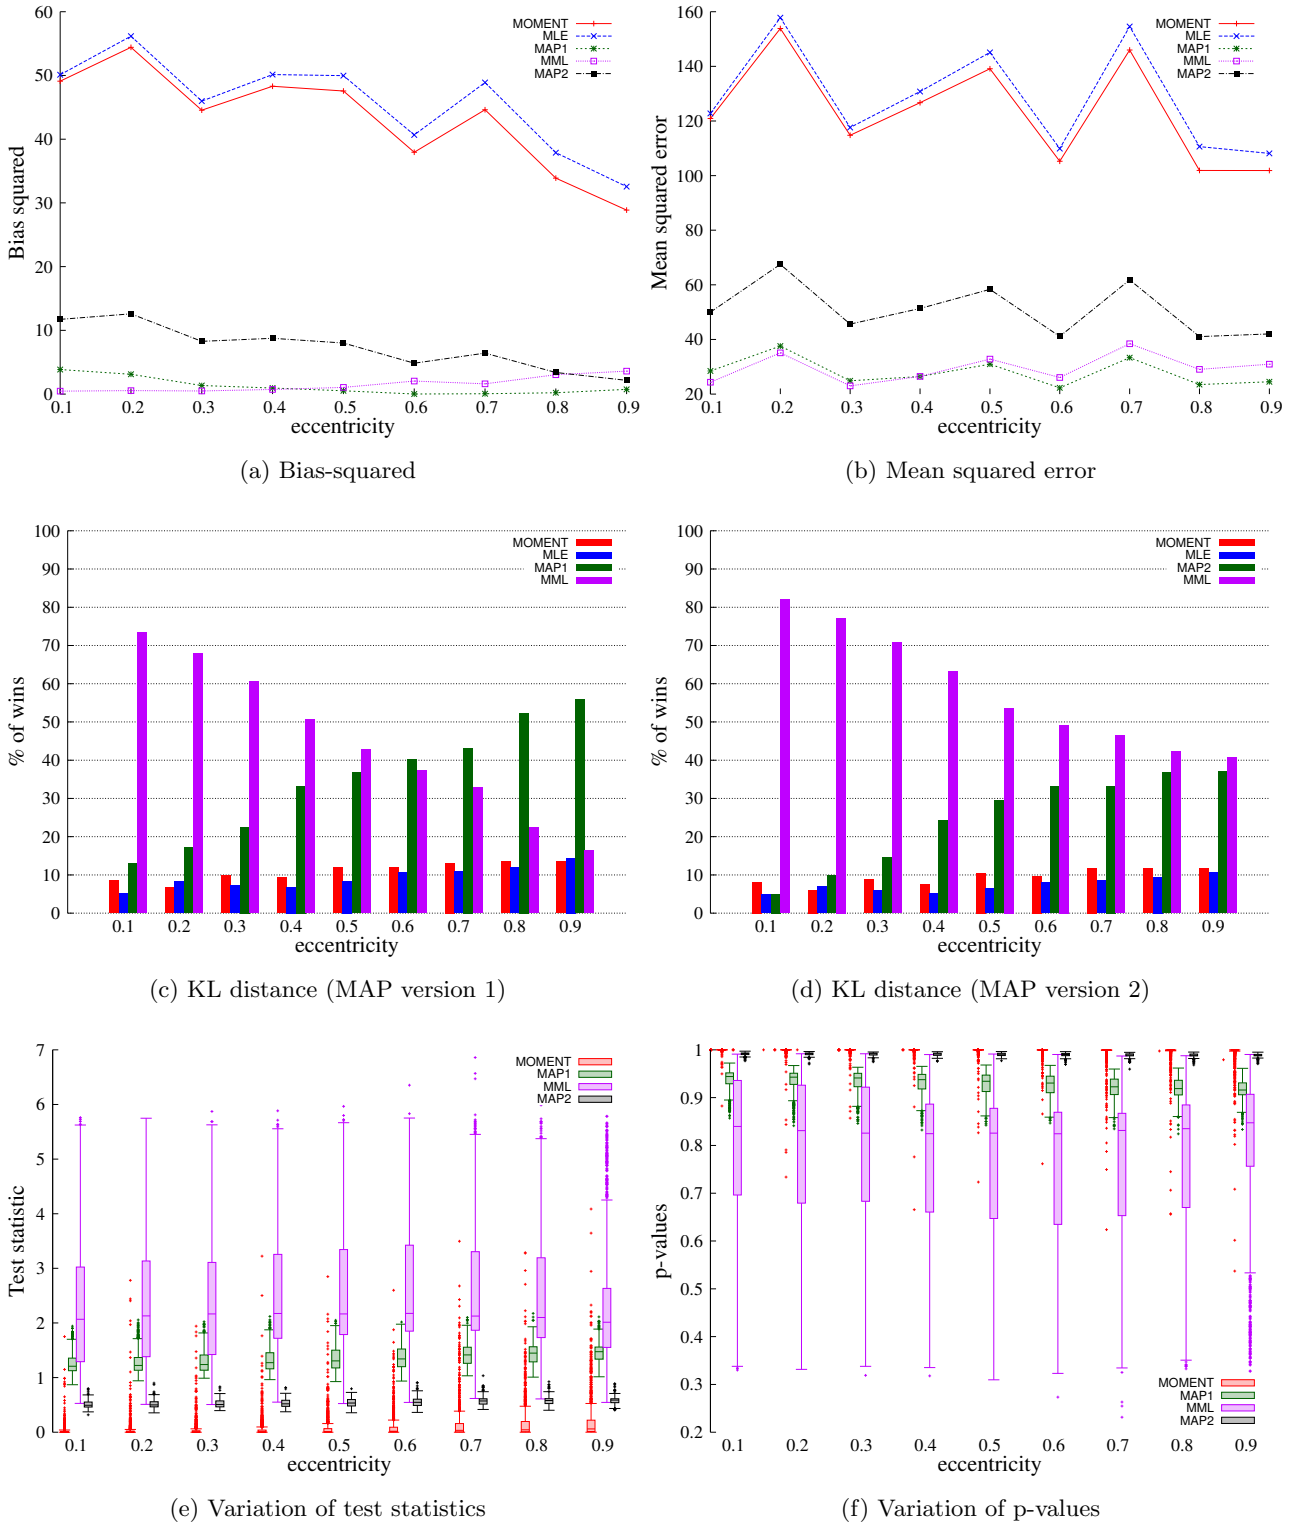 60
50
40
30
20
10
0
Bias squared
0.1 0.2 0.3 0.4 0.5 0.6 0.7 0.8 0.9
eccentricity
MOMENT
MLE
MAP1
MML
MAP2
(a) Bias-squared
160
140
120
100
80
60
40
20
Mean squared error
0.1 0.2 0.3 0.4 0.5 0.6 0.7 0.8 0.9
eccentricity
MOMENT
MLE
MAP1
MML
MAP2
(b) Mean squared error
100
90
80
70
60
50
40
30
20
10
0
% of wins
0.1 0.2 0.3 0.4 0.5 0.6 0.7 0.8 0.9
eccentricity
MOMENT
MLE
MAP1
MML
(c) KL distance (MAP version 1)
100
90
80
70
60
50
40
30
20
10
0
% of wins
0.1 0.2 0.3 0.4 0.5 0.6 0.7 0.8 0.9
eccentricity
MOMENT
MLE
MAP2
MML
(d) KL distance (MAP version 2)
7
6
5
4
3
2
1
0
Test statistic
0.1 0.2 0.3 0.4 0.5 0.6 0.7 0.8 0.9
eccentricity
MOMENT
MAP1
MML
MAP2
(e) Variation of test statistics
1
0.9
0.8
0.7
0.6
0.5
0.4
0.3
0.2
p-values
0.1 0.2 0.3 0.4 0.5 0.6 0.7 0.8 0.9
eccentricity
MOMENT
MAP1
MML
MAP2
(f) Variation of p-values